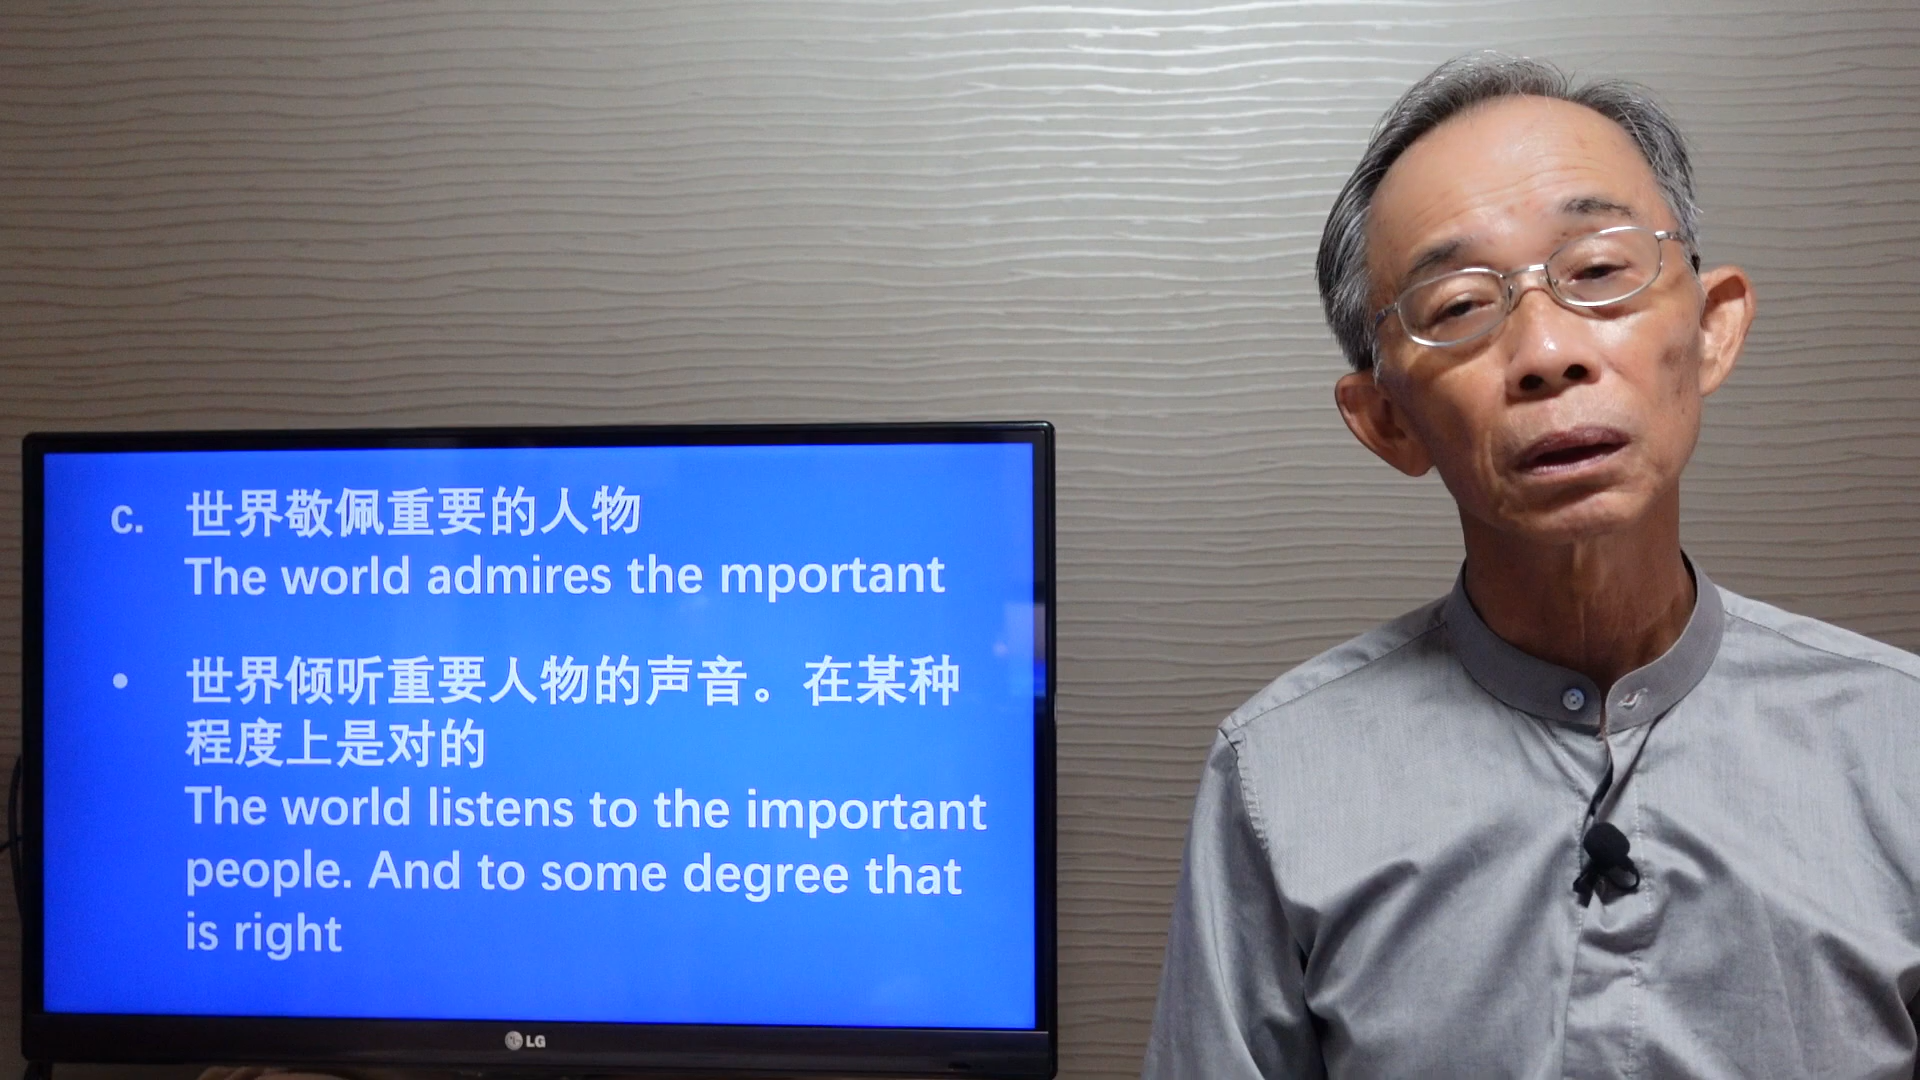 c. 世界敬佩重要的人物
The world admires the mportant
• 世界倾听重要人物的声音。在某种
程度上是对的
The world listens to the important
people. And to some degree that
is right
LG